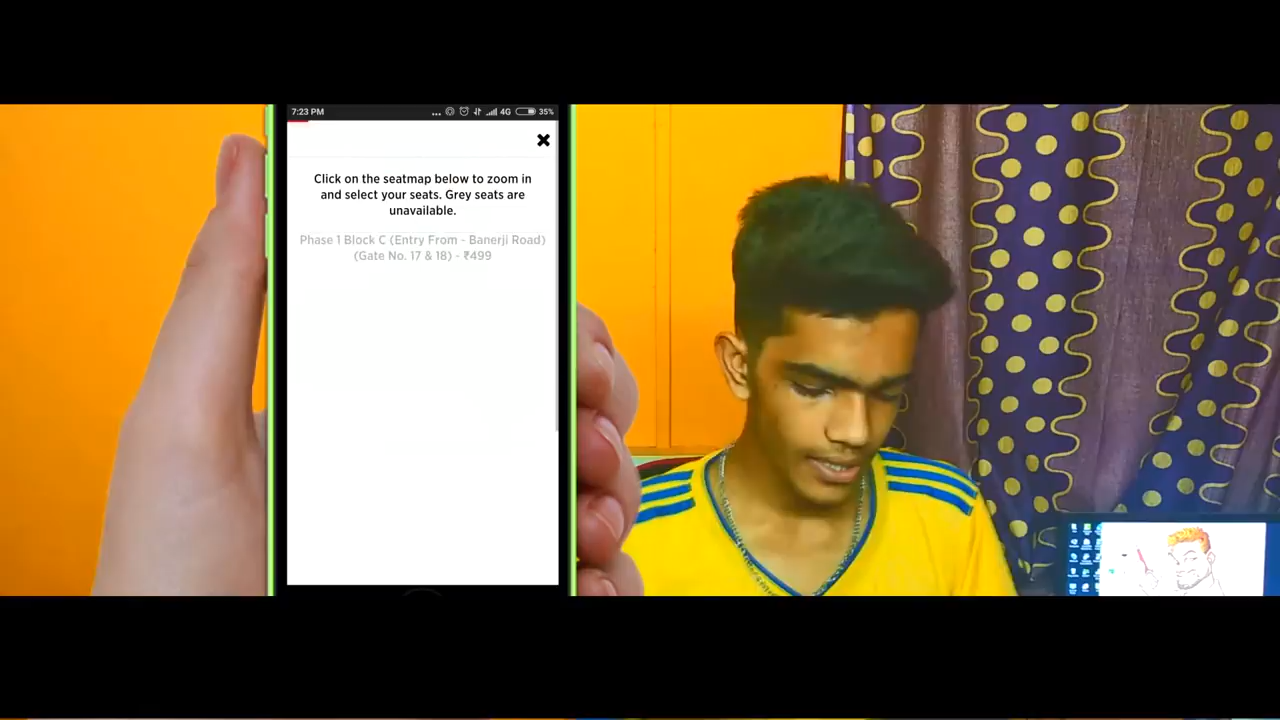 7:23 PM
... 4G 35%
Click on the seatmap below to zoom in
and select your seats. Grey seats are
unavailable.
Phase 1 Block C (Entry From - Banerji Road)
(Gate No. 17 & 18) - ₹499